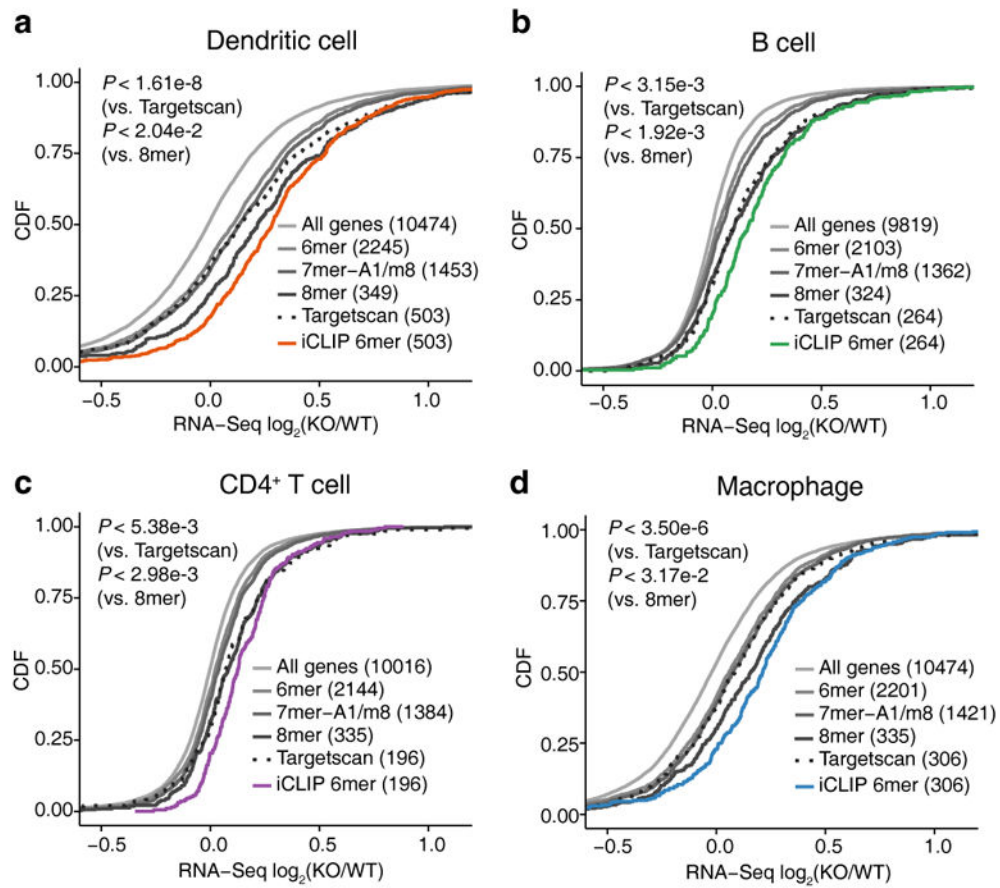 a
Dendritic cell
P < 1.61e-8
(vs. Targetscan)
P < 2.04e-2
(vs. 8mer)
1.00
0.75
0.50
0.25
0.00
CDF
All genes (10474)
6mer (2245)
7mer−A1/m8 (1453)
8mer (349)
Targetscan (503)
iCLIP 6mer (503)
−0.5 0.0 0.5 1.0
RNA−Seq log₂(KO/WT)
b
B cell
P < 3.15e-3
(vs. Targetscan)
P < 1.92e-3
(vs. 8mer)
1.00
0.75
0.50
0.25
0.00
CDF
All genes (9819)
6mer (2103)
7mer−A1/m8 (1362)
8mer (324)
Targetscan (264)
iCLIP 6mer (264)
−0.5 0.0 0.5 1.0
RNA−Seq log₂(KO/WT)
c
CD4⁺ T cell
P < 5.38e-3
(vs. Targetscan)
P < 2.98e-3
(vs. 8mer)
1.00
0.75
0.50
0.25
0.00
CDF
All genes (10016)
6mer (2144)
7mer−A1/m8 (1384)
8mer (335)
Targetscan (196)
iCLIP 6mer (196)
−0.5 0.0 0.5 1.0
RNA−Seq log₂(KO/WT)
d
Macrophage
P < 3.50e-6
(vs. Targetscan)
P < 3.17e-2
(vs. 8mer)
1.00
0.75
0.50
0.25
0.00
CDF
All genes (10474)
6mer (2201)
7mer−A1/m8 (1421)
8mer (335)
Targetscan (306)
iCLIP 6mer (306)
−0.5 0.0 0.5 1.0
RNA−Seq log₂(KO/WT)